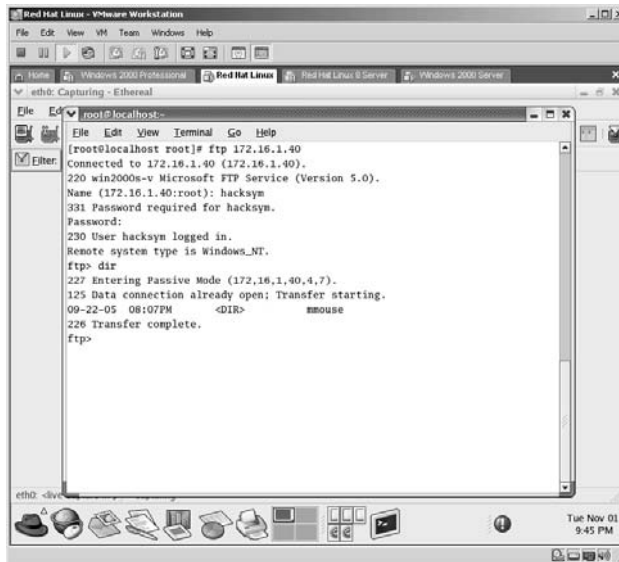 Red Hat Linux - VMware Workstation
File Edit View VM Team Windows Help
Home Windows 2000 Professional Red Hat Linux Red Hat Linux 8 Server Windows 2000 Server
eth0: Capturing - Ethereal
File Ed
Filter:
root@localhost:~
File Edit View Terminal Go Help
[root@localhost root]# ftp 172.16.1.40
Connected to 172.16.1.40 (172.16.1.40).
220 win2000s-v Microsoft FTP Service (Version 5.0).
Name (172.16.1.40:root): hacksym
331 Password required for hacksym.
Password:
230 User hacksym logged in.
Remote system type is Windows_NT.
ftp> dir
227 Entering Passive Mode (172,16,1,40,4,7).
125 Data connection already open; Transfer starting.
09-22-05 08:07PM <DIR> mmouse
226 Transfer complete.
ftp>
eth0: <live
Tue Nov 01
9:45 PM